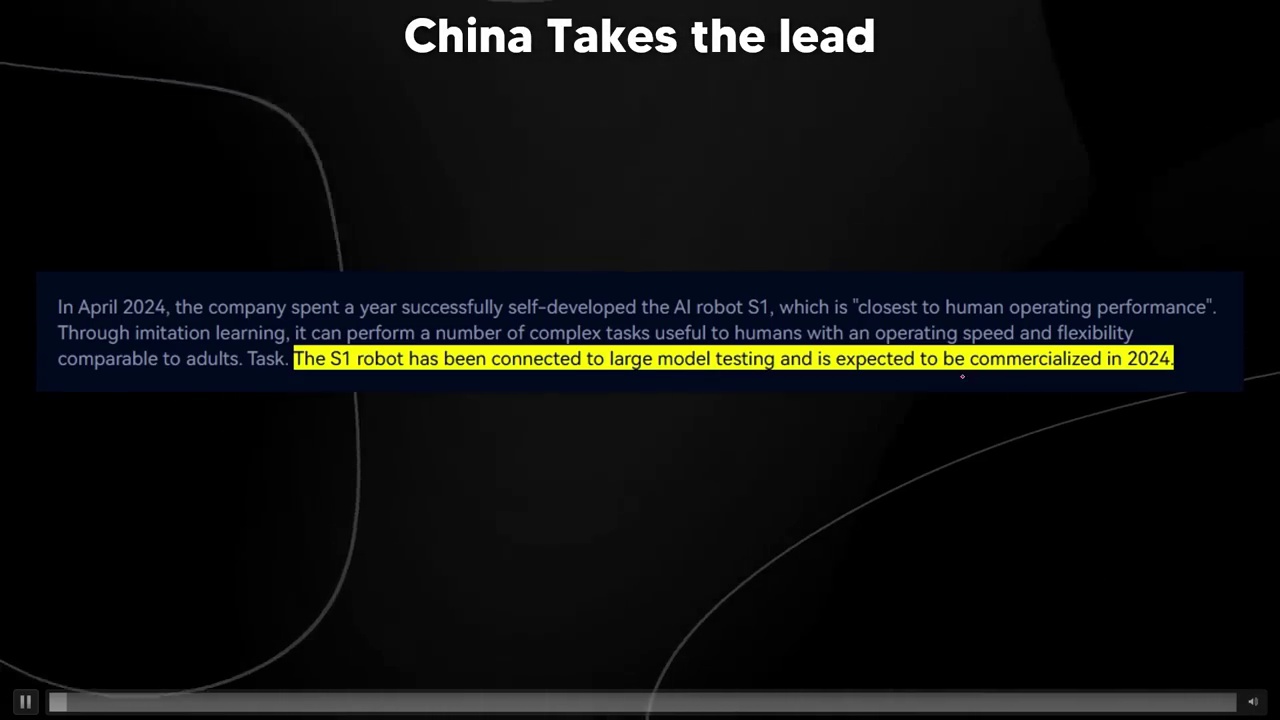 China Takes the lead
In April 2024, the company spent a year successfully self-developed the AI robot S1, which is "closest to human operating performance".
Through imitation learning, it can perform a number of complex tasks useful to humans with an operating speed and flexibility
comparable to adults. Task. The S1 robot has been connected to large model testing and is expected to be commercialized in 2024.